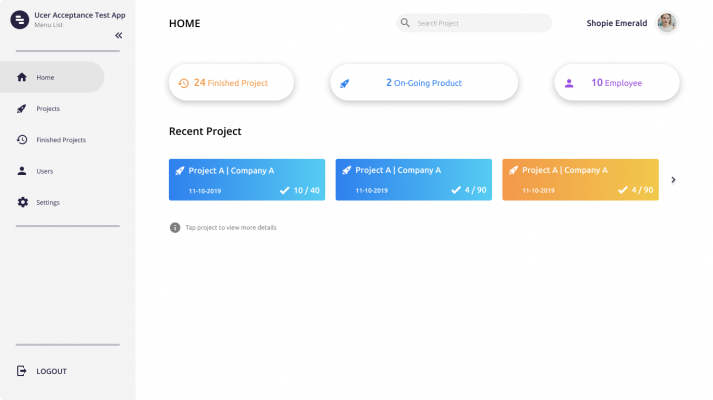 Ucer Acceptance Test App
Menu List
Home
Projects
Finished Projects
Users
Settings
LOGOUT
HOME
Search Project
Shopie Emerald
24 Finished Project
2 On-Going Product
10 Employee
Recent Project
Project A | Company A
11-10-2019
10 / 40
Project A | Company A
11-10-2019
4 / 90
Project A | Company A
11-10-2019
4 / 90
Tap project to view more details